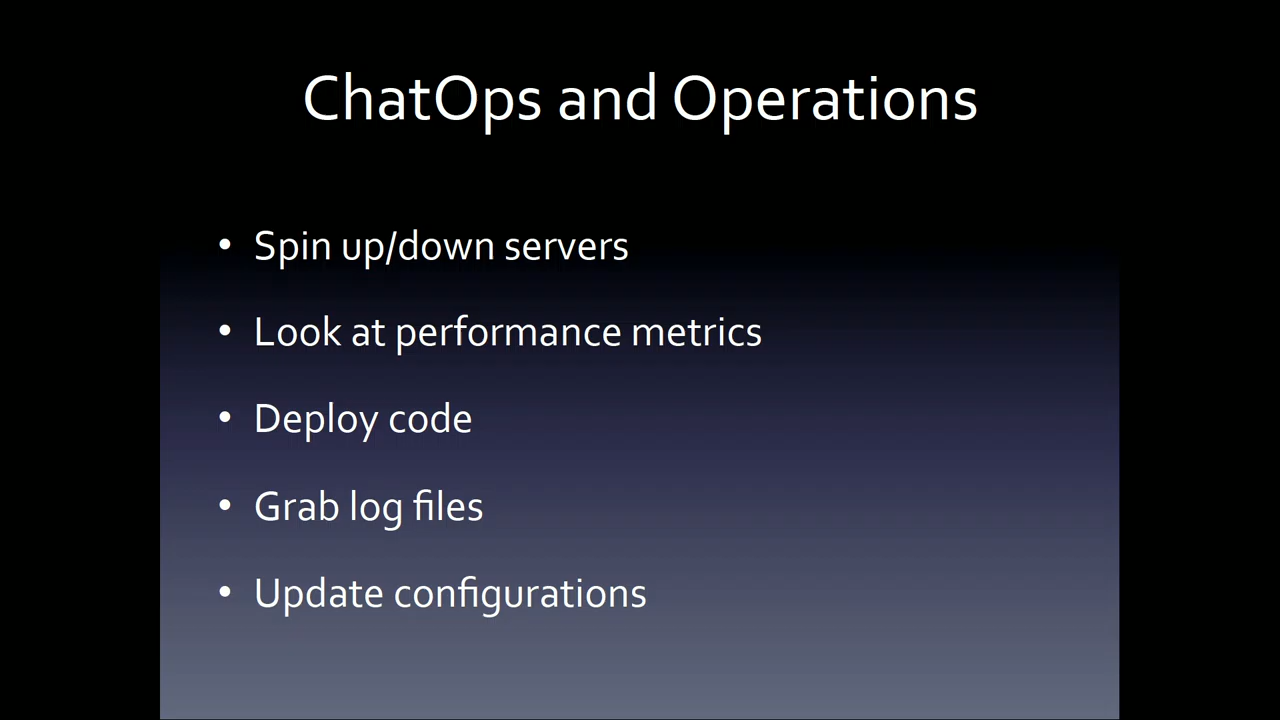 ChatOps and Operations
• Spin up/down servers
• Look at performance metrics
• Deploy code
• Grab log files
• Update configurations